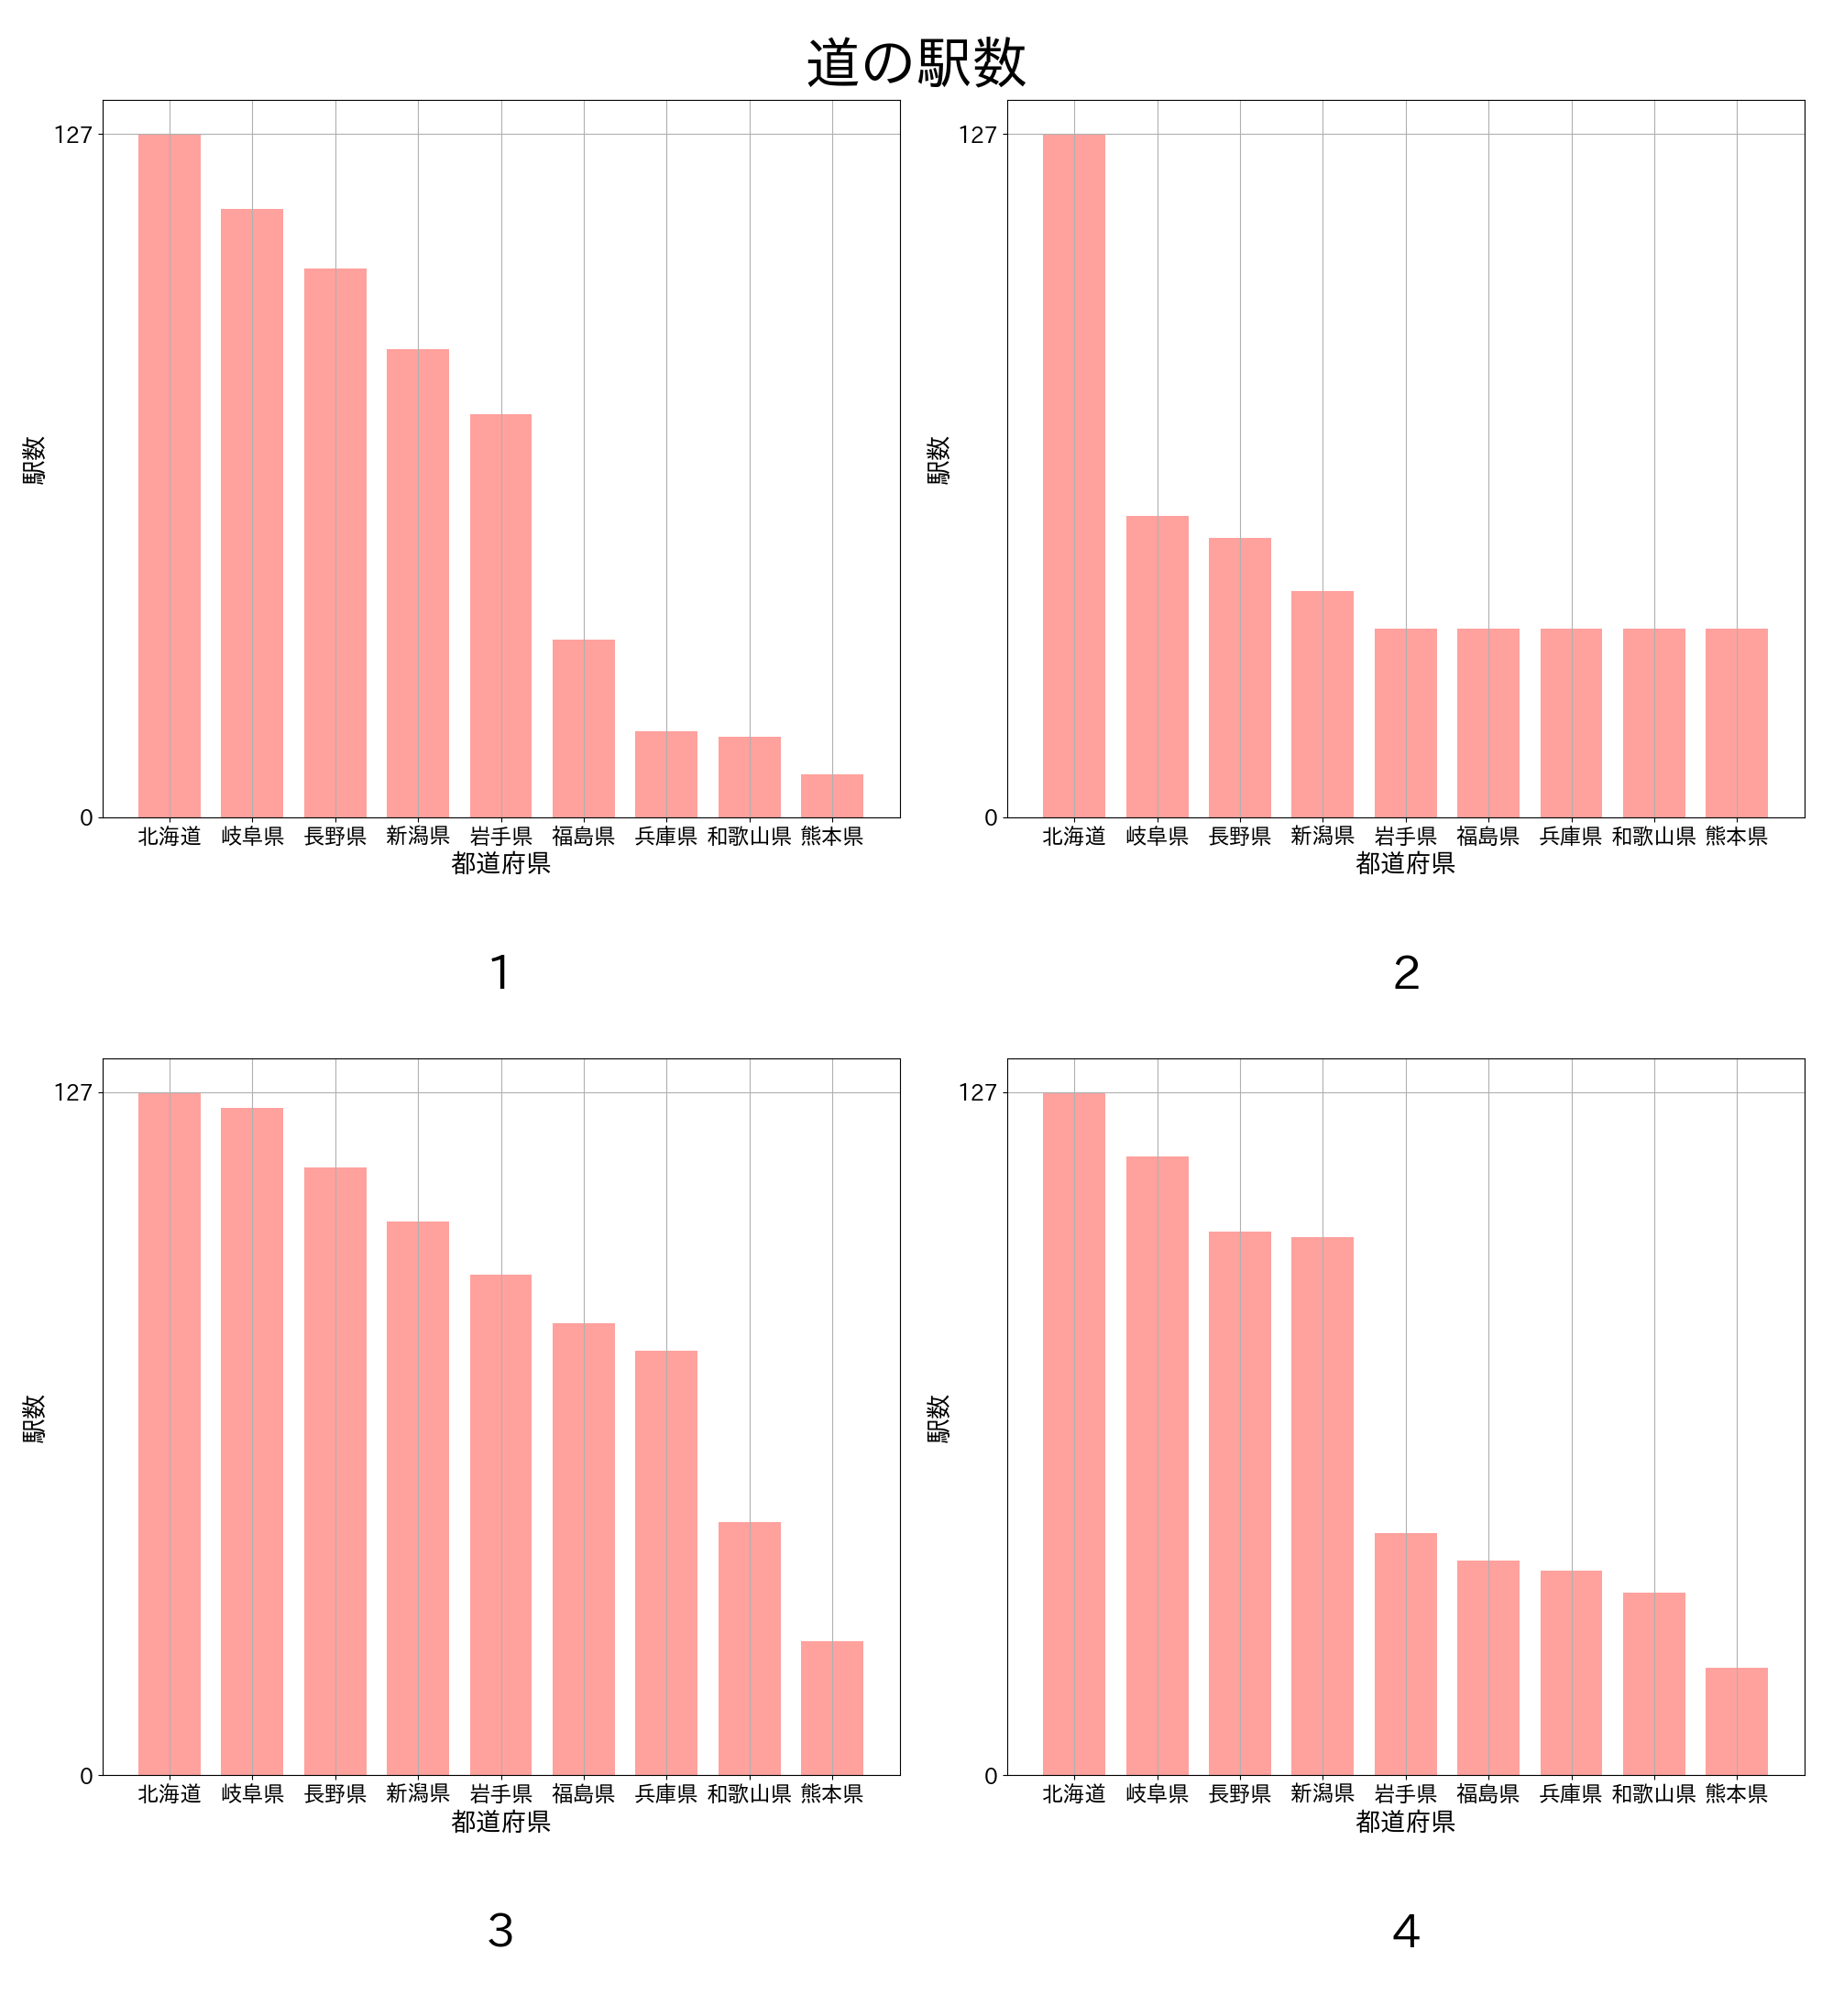 道の駅数
127
0
駅数
北海道 岐阜県 長野県 新潟県 岩手県 福島県 兵庫県 和歌山県 熊本県
都道府県
1
127
0
駅数
北海道 岐阜県 長野県 新潟県 岩手県 福島県 兵庫県 和歌山県 熊本県
都道府県
2
127
0
駅数
北海道 岐阜県 長野県 新潟県 岩手県 福島県 兵庫県 和歌山県 熊本県
都道府県
3
127
0
駅数
北海道 岐阜県 長野県 新潟県 岩手県 福島県 兵庫県 和歌山県 熊本県
都道府県
4